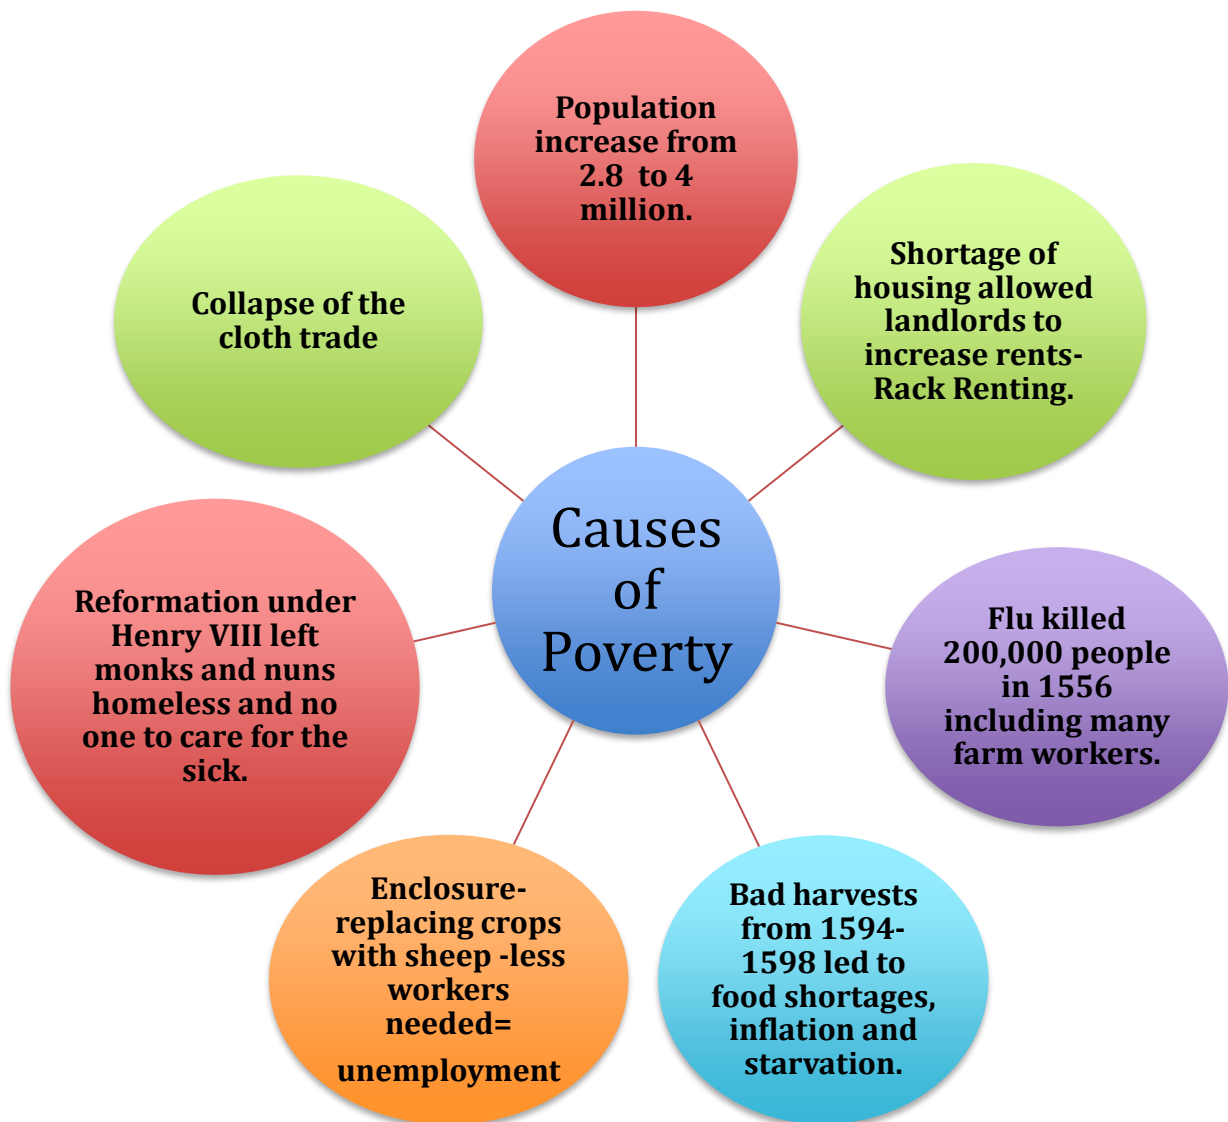 Causes
of
Poverty
Population
increase from
2.8 to 4
million.
Shortage of
housing allowed
landlords to
increase rents-
Rack Renting.
Flu killed
200,000 people
in 1556
including many
farm workers.
Bad harvests
from 1594-
1598 led to
food shortages,
inflation and
starvation.
Enclosure-
replacing crops
with sheep -less
workers
needed=
unemployment
Reformation under
Henry VIII left
monks and nuns
homeless and no
one to care for the
sick.
Collapse of the
cloth trade